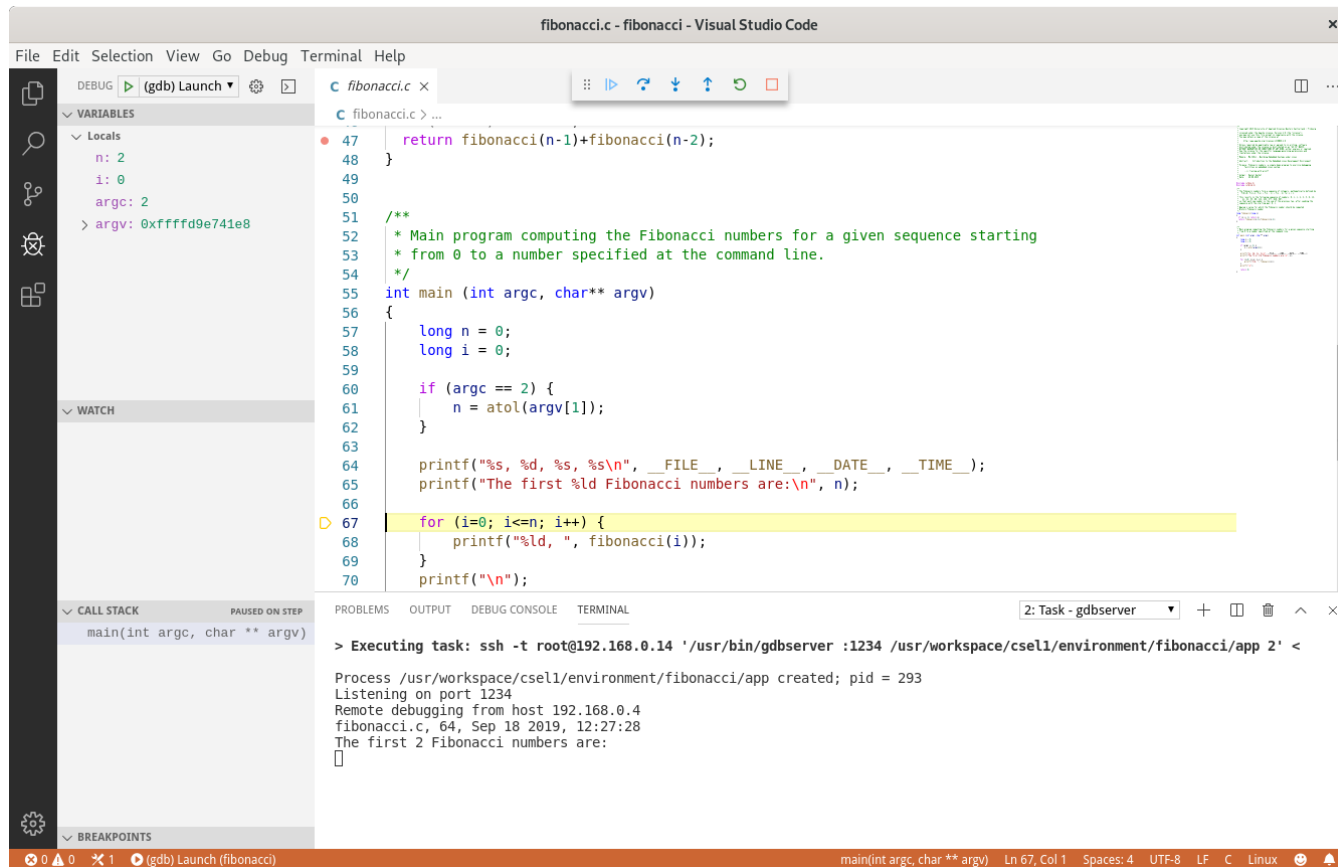 fibonacci.c - fibonacci - Visual Studio Code
File Edit Selection View Go Debug Terminal Help
DEBUG (gdb) Launch
VARIABLES
Locals
n: 2
i: 0
argc: 2
argv: 0xffffd9e741e8
WATCH
CALL STACK PAUSED ON STEP
main(int argc, char ** argv)
BREAKPOINTS
C fibonacci.c
C fibonacci.c > ...
47 return fibonacci(n-1)+fibonacci(n-2);
48 }
49
50
51 /**
52 * Main program computing the Fibonacci numbers for a given sequence starting
53 * from 0 to a number specified at the command line.
54 */
55 int main (int argc, char** argv)
56 {
57 long n = 0;
58 long i = 0;
59
60 if (argc == 2) {
61 n = atol(argv[1]);
62 }
63
64 printf("%s, %d, %s, %s\n", __FILE__, __LINE__, __DATE__, __TIME__);
65 printf("The first %ld Fibonacci numbers are:\n", n);
66
67 for (i=0; i<=n; i++) {
68 printf("%ld, ", fibonacci(i));
69 }
70 printf("\n");
PROBLEMS OUTPUT DEBUG CONSOLE TERMINAL 2: Task - gdbserver
> Executing task: ssh -t root@192.168.0.14 '/usr/bin/gdbserver :1234 /usr/workspace/csel1/environment/fibonacci/app 2' <
Process /usr/workspace/csel1/environment/fibonacci/app created; pid = 293
Listening on port 1234
Remote debugging from host 192.168.0.4
fibonacci.c, 64, Sep 18 2019, 12:27:28
The first 2 Fibonacci numbers are:
0 0 1 (gdb) Launch (fibonacci) main(int argc, char ** argv) Ln 67, Col 1 Spaces: 4 UTF-8 LF C Linux